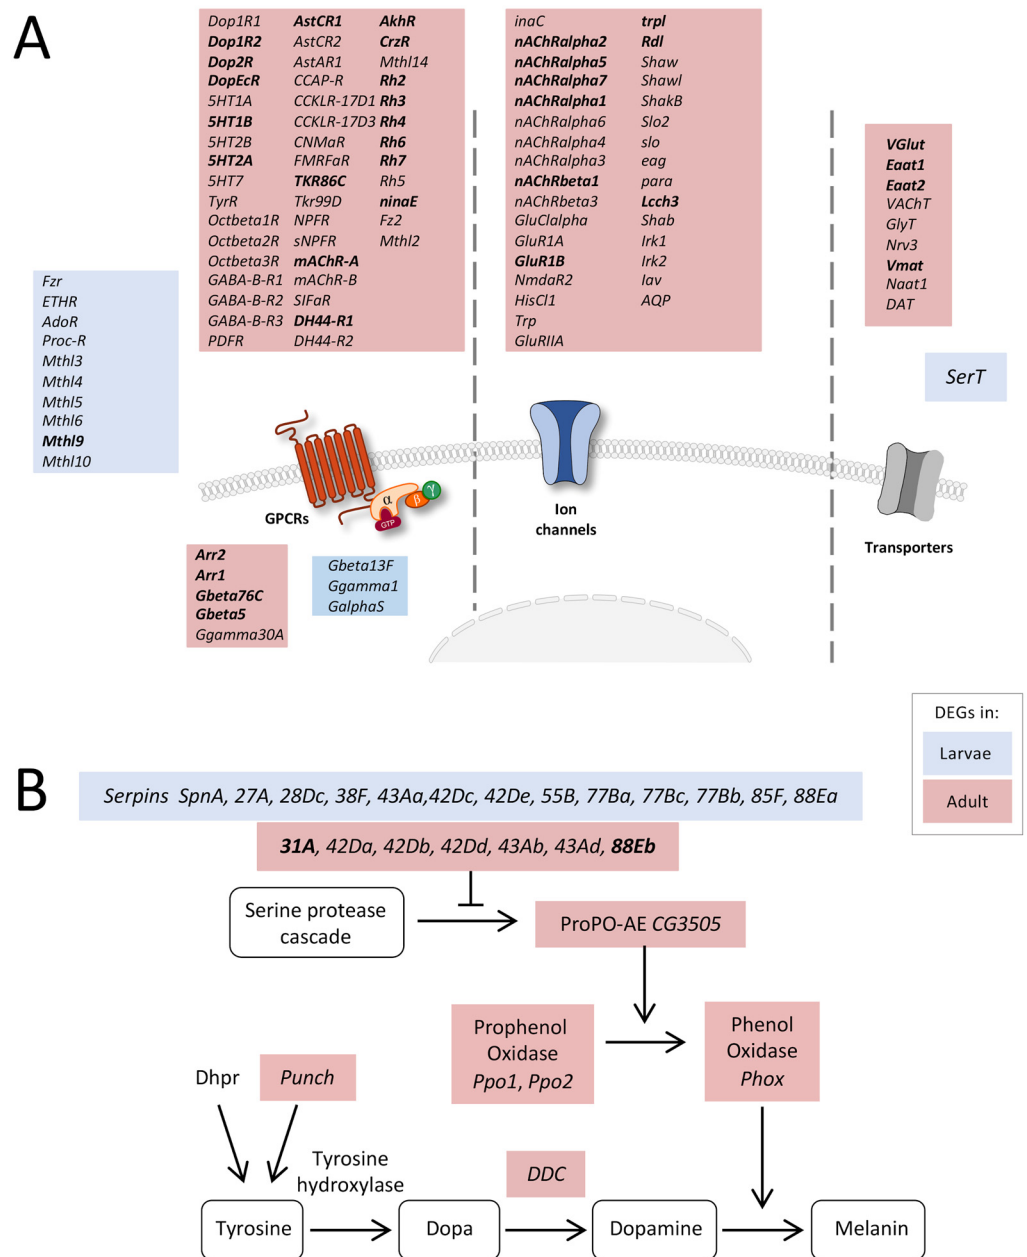 A
Dop1R1 AstCR1 AkhR
Dop1R2 AstCR2 CrzR
Dop2R AstAR1 Mthl14
DopEcR CCAP-R Rh2
5HT1A CCKLR-17D1 Rh3
5HT1B CCKLR-17D3 Rh4
5HT2B CNMaR Rh6
5HT2A FMRFaR Rh7
5HT7 TKR86C Rh5
TyrR Tkr99D ninaE
Octbeta1R NPFR Fz2
Octbeta2R sNPFR Mthl2
Octbeta3R mAChR-A
GABA-B-R1 mAChR-B
GABA-B-R2 SIFaR
GABA-B-R3 DH44-R1
PDFR DH44-R2
inaC trpl
nAChRalpha2 Rdl
nAChRalpha5 Shaw
nAChRalpha7 Shawl
nAChRalpha1 ShakB
nAChRalpha6 Slo2
nAChRalpha4 slo
nAChRalpha3 eag
nAChRbeta1 para
nAChRbeta3 Lcch3
GluClalpha Shab
GluR1A Irk1
GluR1B Irk2
NmdaR2 Iav
HisCl1 AQP
Trp
GluRIIA
VGlut
Eaat1
Eaat2
VAChT
GlyT
Nrv3
Vmat
Naat1
DAT
Fzr
ETHR
AdoR
Proc-R
Mthl3
Mthl4
Mthl5
Mthl6
Mthl9
Mthl10
SerT
GPCRs
α
β
γ
GTP
Ion
channels
Transporters
Arr2
Arr1
Gbeta76C
Gbeta5
Ggamma30A
Gbeta13F
Ggamma1
GalphaS
DEGs in:
Larvae
Adult
B
Serpins SpnA, 27A, 28Dc, 38F, 43Aa,42Dc, 42De, 55B, 77Ba, 77Bc, 77Bb, 85F, 88Ea
31A, 42Da, 42Db, 42Dd, 43Ab, 43Ad, 88Eb
Serine protease
cascade
ProPO-AE CG3505
Prophenol
Oxidase
Ppo1, Ppo2
Phenol
Oxidase
Phox
Dhpr
Punch
Tyrosine
hydroxylase
DDC
Tyrosine
Dopa
Dopamine
Melanin